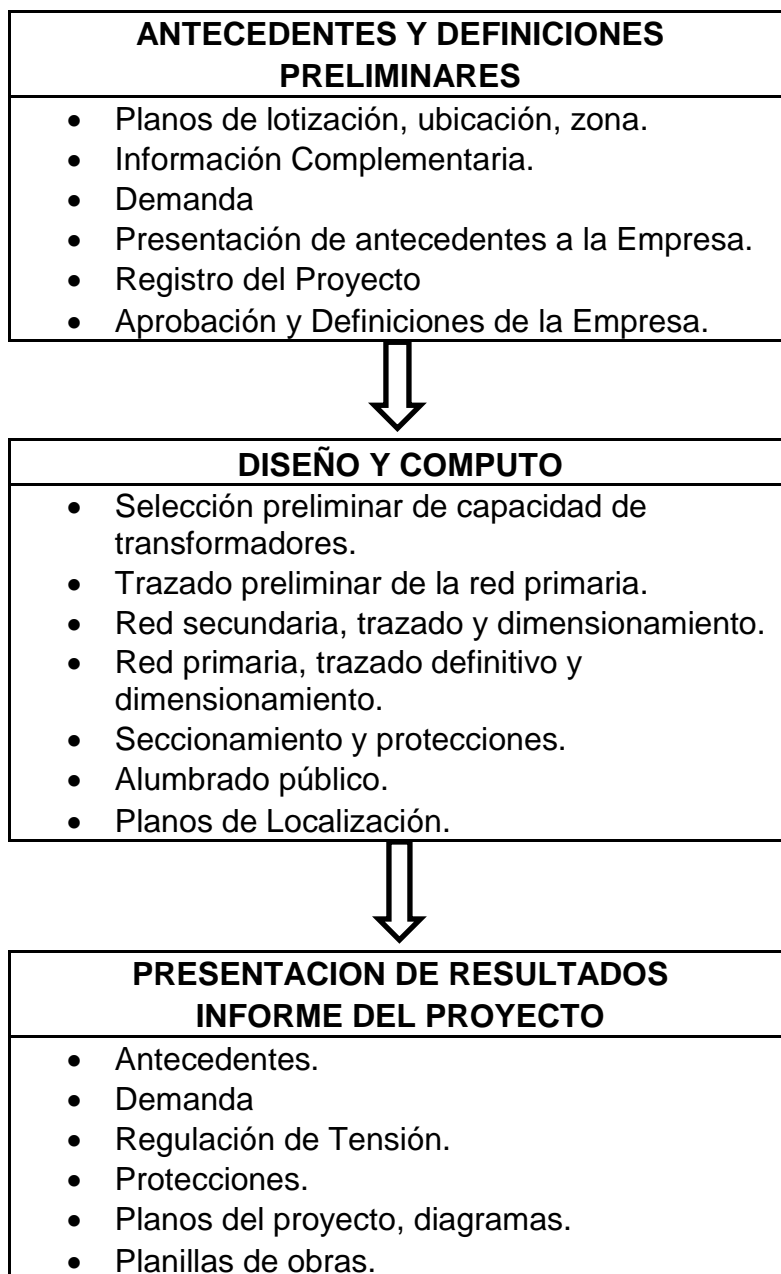 ANTECEDENTES Y DEFINICIONES
PRELIMINARES
• Planos de lotización, ubicación, zona.
• Información Complementaria.
• Demanda
• Presentación de antecedentes a la Empresa.
• Registro del Proyecto
• Aprobación y Definiciones de la Empresa.
DISEÑO Y COMPUTO
• Selección preliminar de capacidad de
transformadores.
• Trazado preliminar de la red primaria.
• Red secundaria, trazado y dimensionamiento.
• Red primaria, trazado definitivo y
dimensionamiento.
• Seccionamiento y protecciones.
• Alumbrado público.
• Planos de Localización.
PRESENTACION DE RESULTADOS
INFORME DEL PROYECTO
• Antecedentes.
• Demanda
• Regulación de Tensión.
• Protecciones.
• Planos del proyecto, diagramas.
• Planillas de obras.